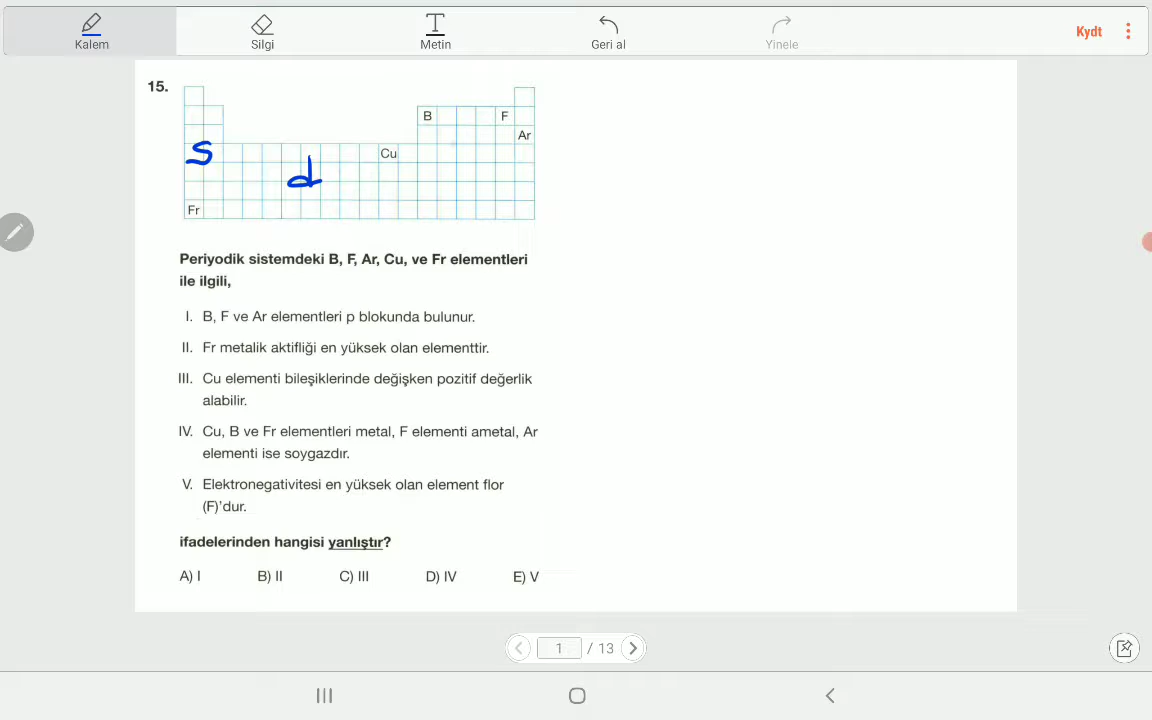 Kalem
Silgi
Metin
Geri al
Yinele
Kydt
15.
B
F
Ar
s
Cu
d
Fr
Periyodik sistemdeki B, F, Ar, Cu, ve Fr elementleri
ile ilgili,
I. B, F ve Ar elementleri p blokunda bulunur.
II. Fr metalik aktifliği en yüksek olan elementtir.
III. Cu elementi bileşiklerinde değişken pozitif değerlik
alabilir.
IV. Cu, B ve Fr elementleri metal, F elementi ametal, Ar
elementi ise soygazdır.
V. Elektronegativitesi en yüksek olan element flor
(F)'dur.
ifadelerinden hangisi yanlıştır?
A) I B) II C) III D) IV E) V
1 / 13